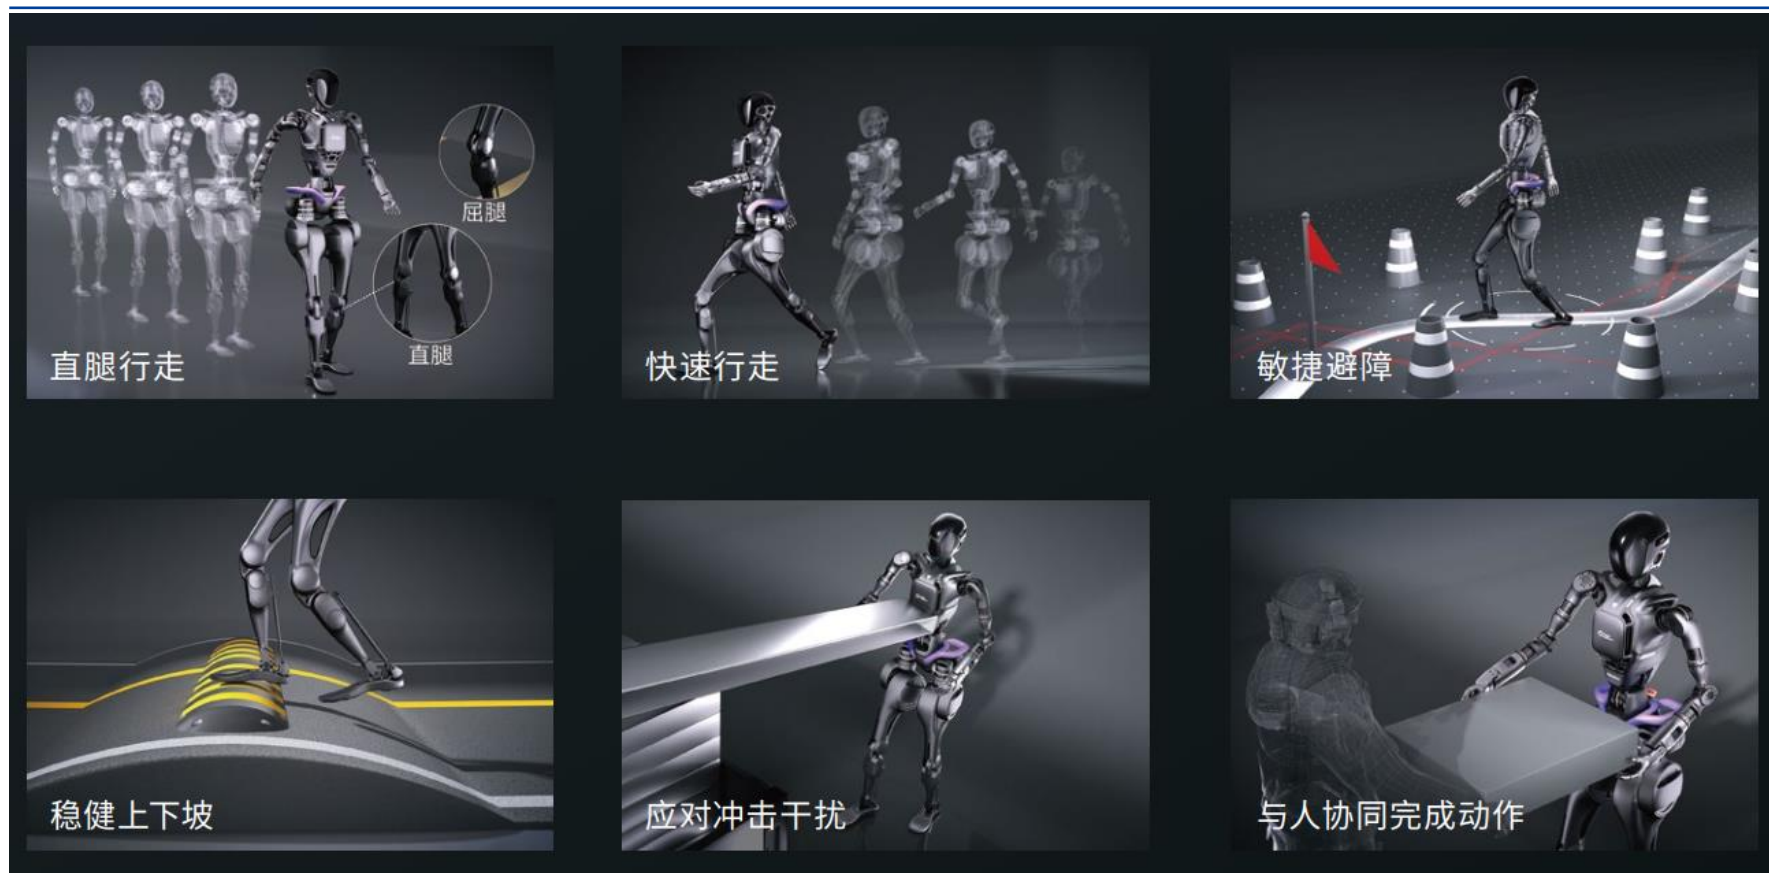 屈腿
直腿
直腿行走
快速行走
敏捷避障
稳健上下坡
应对冲击干扰
与人协同完成动作